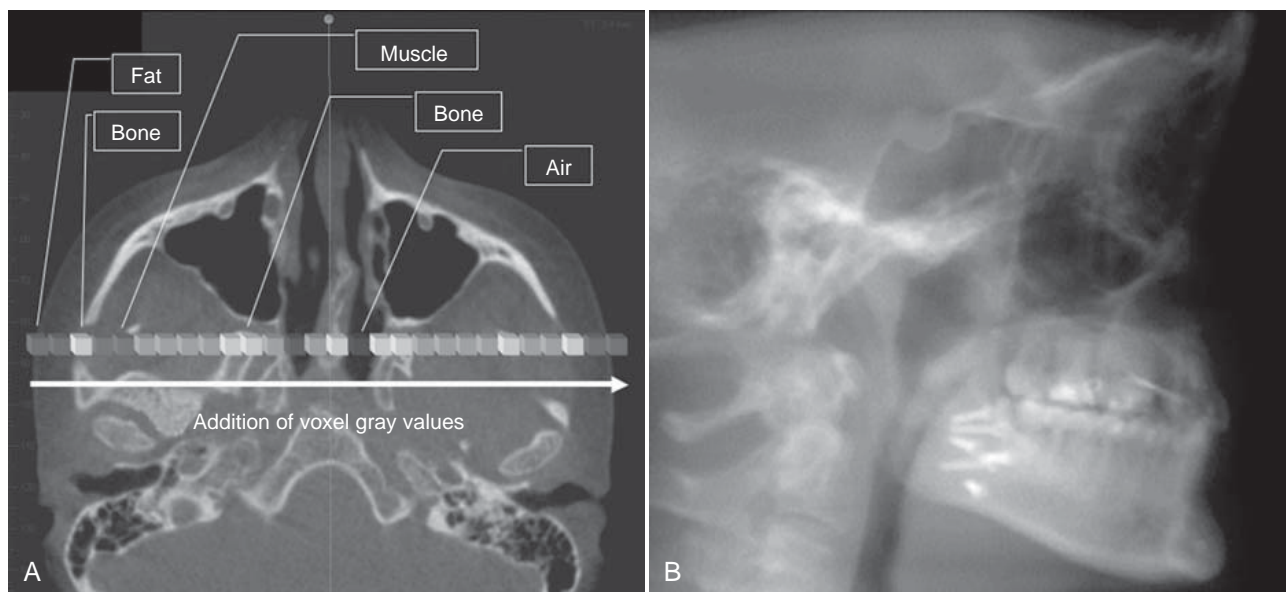 Muscle
Fat
Bone
Bone
Air
Addition of voxel gray values
A
B